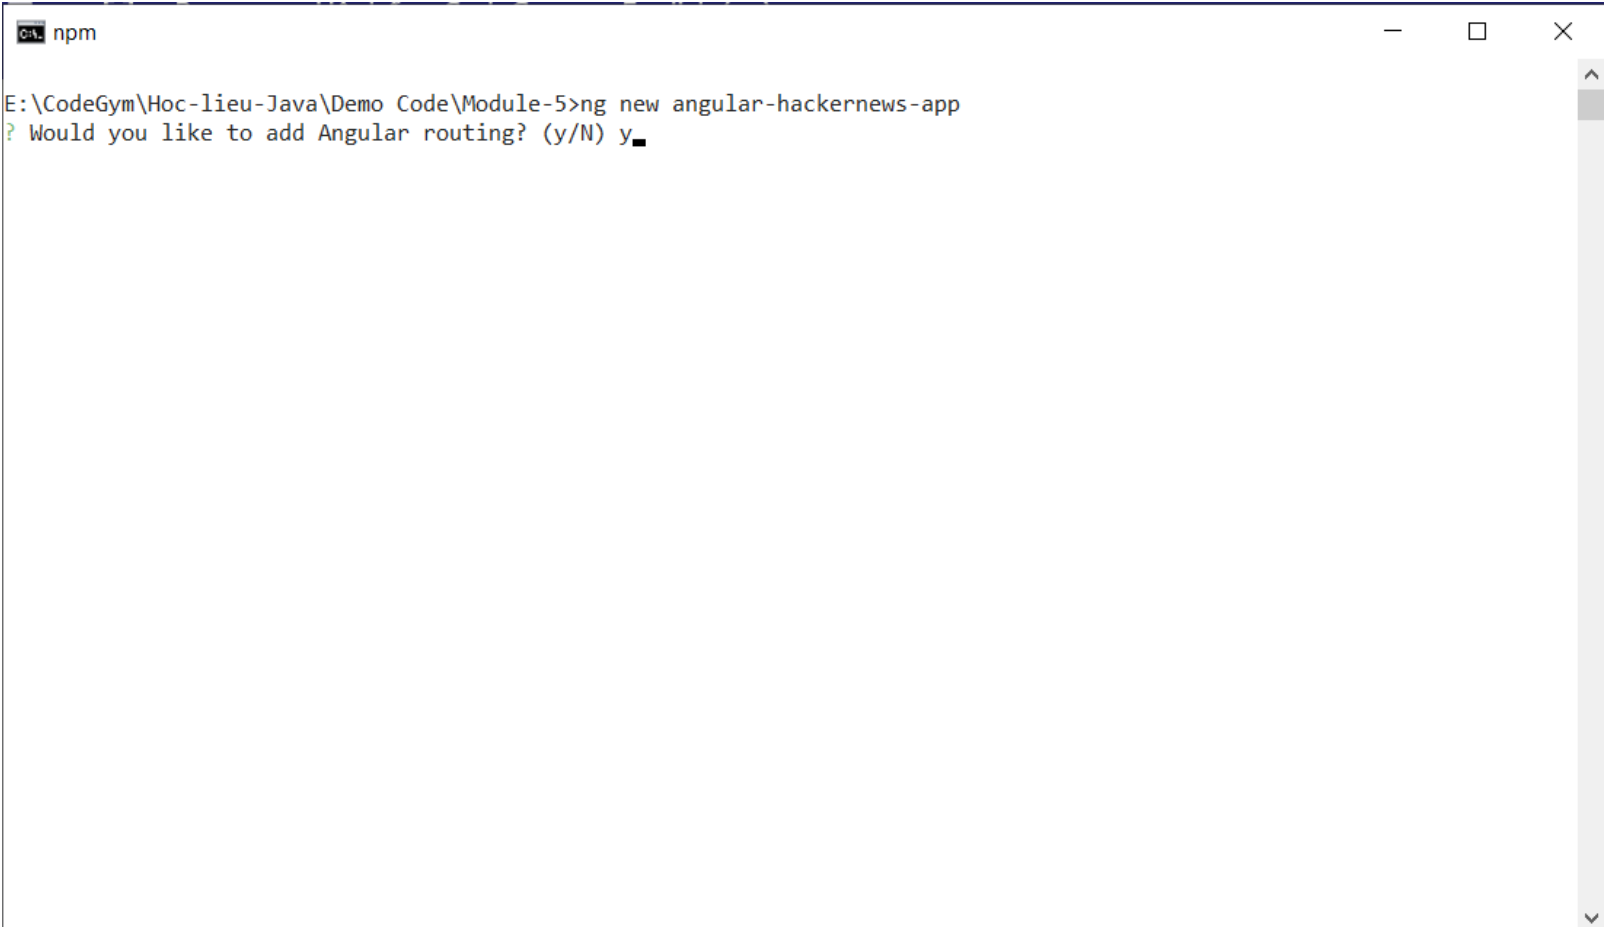 npm
E:\CodeGym\Hoc-lieu-Java\Demo Code\Module-5>ng new angular-hackernews-app
? Would you like to add Angular routing? (y/N) y